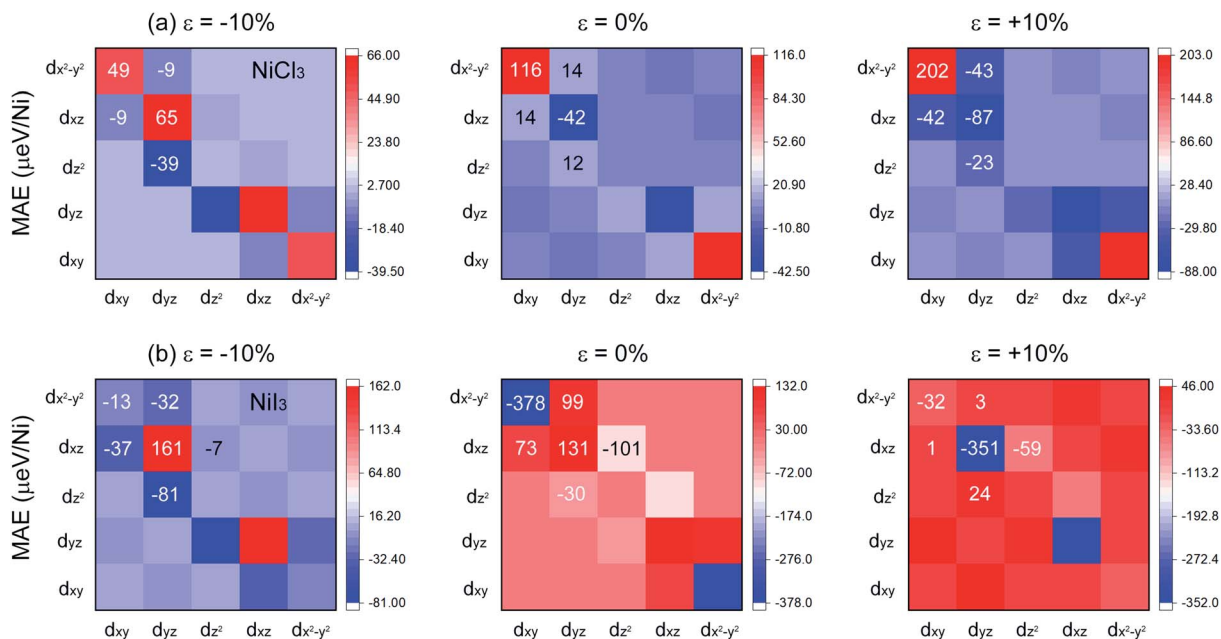 (a) ε = -10%
ε = 0%
ε = +10%
MAE (μeV/Ni)
dx²-y²
dxz
dz²
dyz
dxy
49 -9 NiCl₃
-9 65
-39
dxy dyz dz² dxz dx²-y²
66.00
44.90
23.80
2.700
-18.40
-39.50
dx²-y²
dxz
dz²
dyz
dxy
116 14
14 -42
12
dxy dyz dz² dxz dx²-y²
116.0
84.30
52.60
20.90
-10.80
-42.50
dx²-y²
dxz
dz²
dyz
dxy
202 -43
-42 -87
-23
dxy dyz dz² dxz dx²-y²
203.0
144.8
86.60
28.40
-29.80
-88.00
(b) ε = -10%
ε = 0%
ε = +10%
MAE (μeV/Ni)
dx²-y²
dxz
dz²
dyz
dxy
-13 -32 NiI₃
-37 161 -7
-81
dxy dyz dz² dxz dx²-y²
162.0
113.4
64.80
16.20
-32.40
-81.00
dx²-y²
dxz
dz²
dyz
dxy
-378 99
73 131 -101
-30
dxy dyz dz² dxz dx²-y²
132.0
30.00
-72.00
-174.0
-276.0
-378.0
dx²-y²
dxz
dz²
dyz
dxy
-32 3
1 -351 -59
24
dxy dyz dz² dxz dx²-y²
46.00
-33.60
-113.2
-192.8
-272.4
-352.0